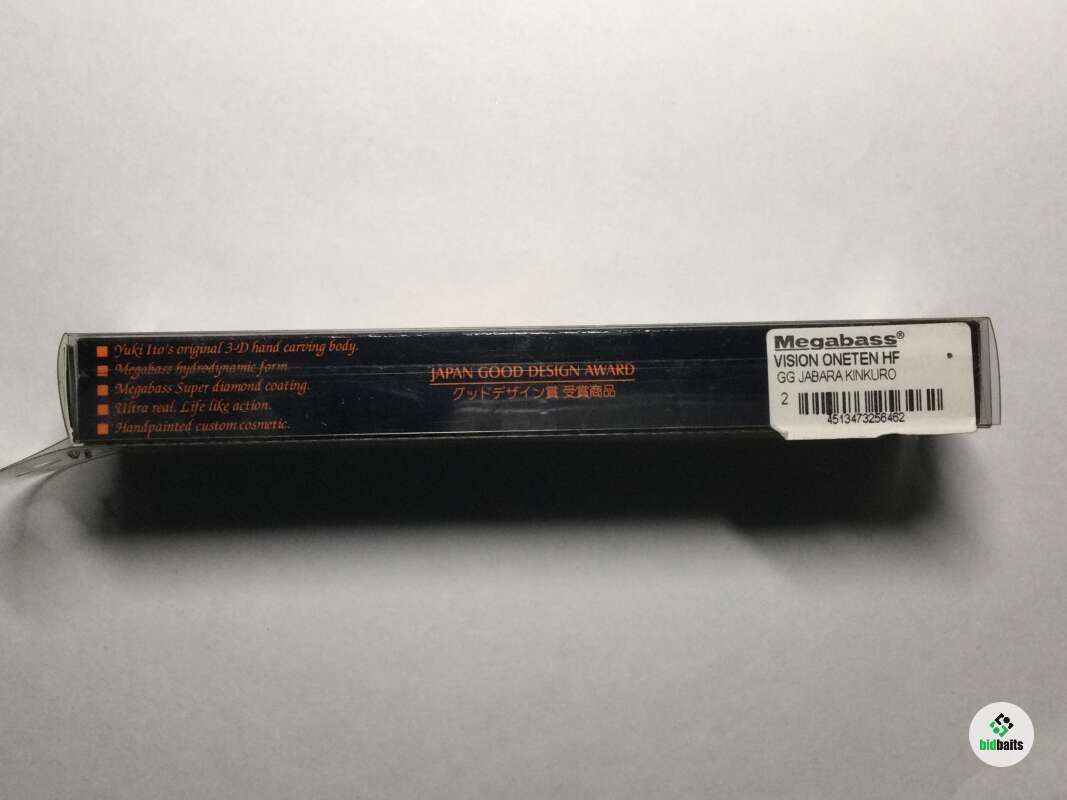 Yuki Ito's original 3-D hand carving body.
Megabass hydrodynamic form.
Megabass Super diamond coating.
Ultra real. Life like action.
Handpainted custom cosmetic.
JAPAN GOOD DESIGN AWARD
グッドデザイン賞 受賞商品
Megabass®
VISION ONETEN HF
GG JABARA KINKURO
2
4513473256462
bidbaits